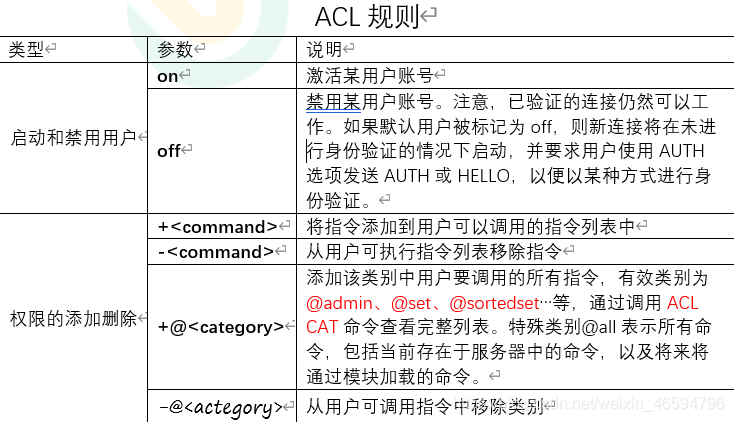 ACL 规则
类型 参数 说明
启动和禁用用户
on 激活某用户账号
off
禁用某用户账号。注意，已验证的连接仍然可以工
作。如果默认用户被标记为 off，则新连接将在未进
行身份验证的情况下启动，并要求用户使用 AUTH
选项发送 AUTH 或 HELLO，以便以某种方式进行身
份验证。
权限的添加删除
+<command> 将指令添加到用户可以调用的指令列表中
-<command> 从用户可执行指令列表移除指令
+@<category>
添加该类别中用户要调用的所有指令，有效类别为
@admin、@set、@sortedset…等，通过调用 ACL
CAT 命令查看完整列表。特殊类别@all 表示所有命
令，包括当前存在于服务器中的命令，以及将来将
通过模块加载的命令。
-@<actegory> 从用户可调用指令中移除类别
dn.net/weixin_46594796